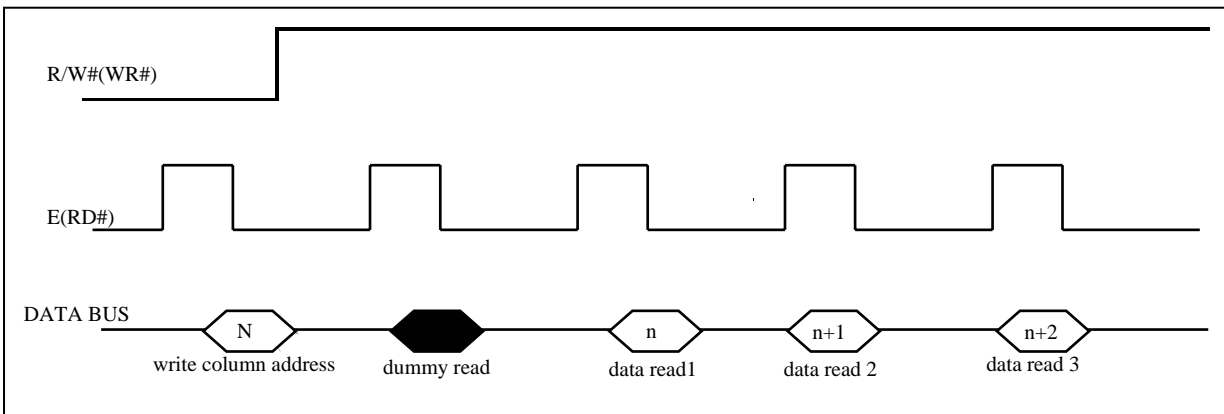 R/W#(WR#)
E(RD#)
DATA BUS
N
n
n+1
n+2
write column address
dummy read
data read1
data read 2
data read 3